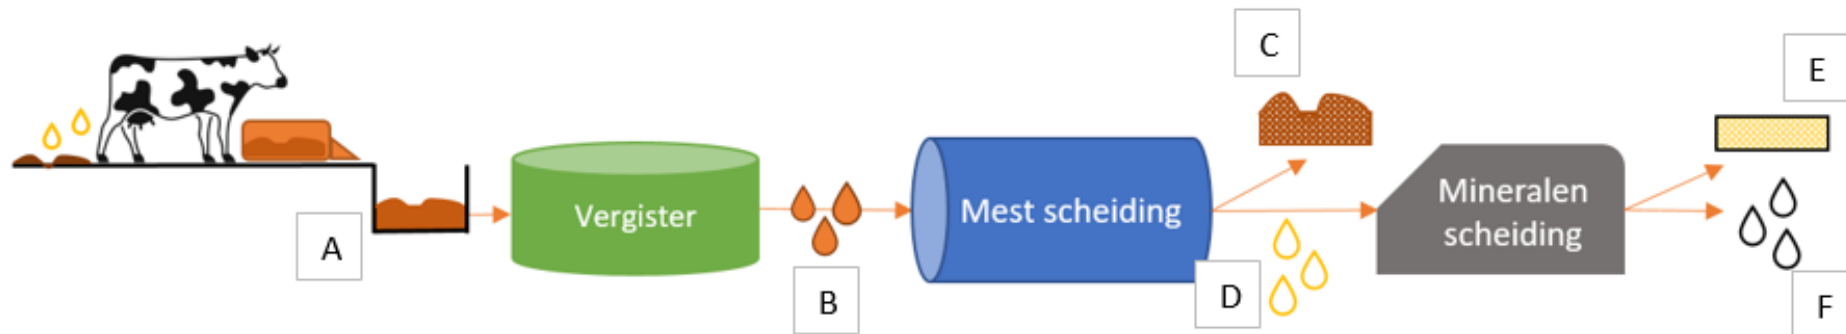 A
Vergister
B
Mest scheiding
C
D
Mineralen
scheiding
E
F